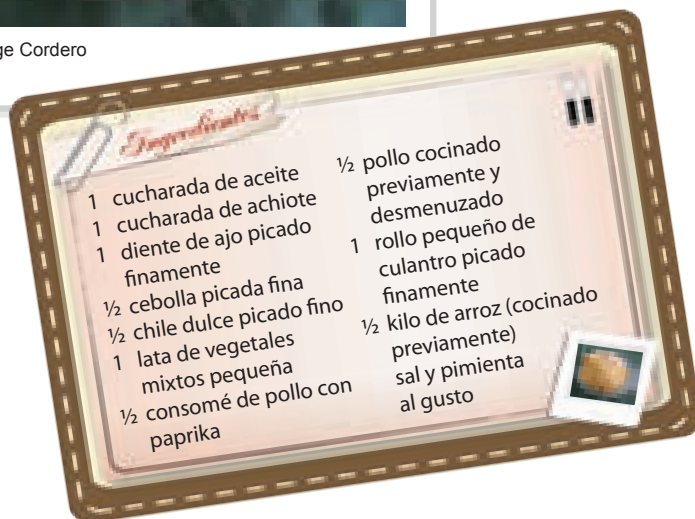 ge Cordero
Ingredientes
1 cucharada de aceite
1 cucharada de achiote
1 diente de ajo picado
finamente
½ cebolla picada fina
½ chile dulce picado fino
1 lata de vegetales
mixtos pequeña
½ consomé de pollo con
paprika
½ pollo cocinado
previamente y
desmenuzado
1 rollo pequeño de
culantro picado
finamente
½ kilo de arroz (cocinado
previamente)
sal y pimienta
al gusto